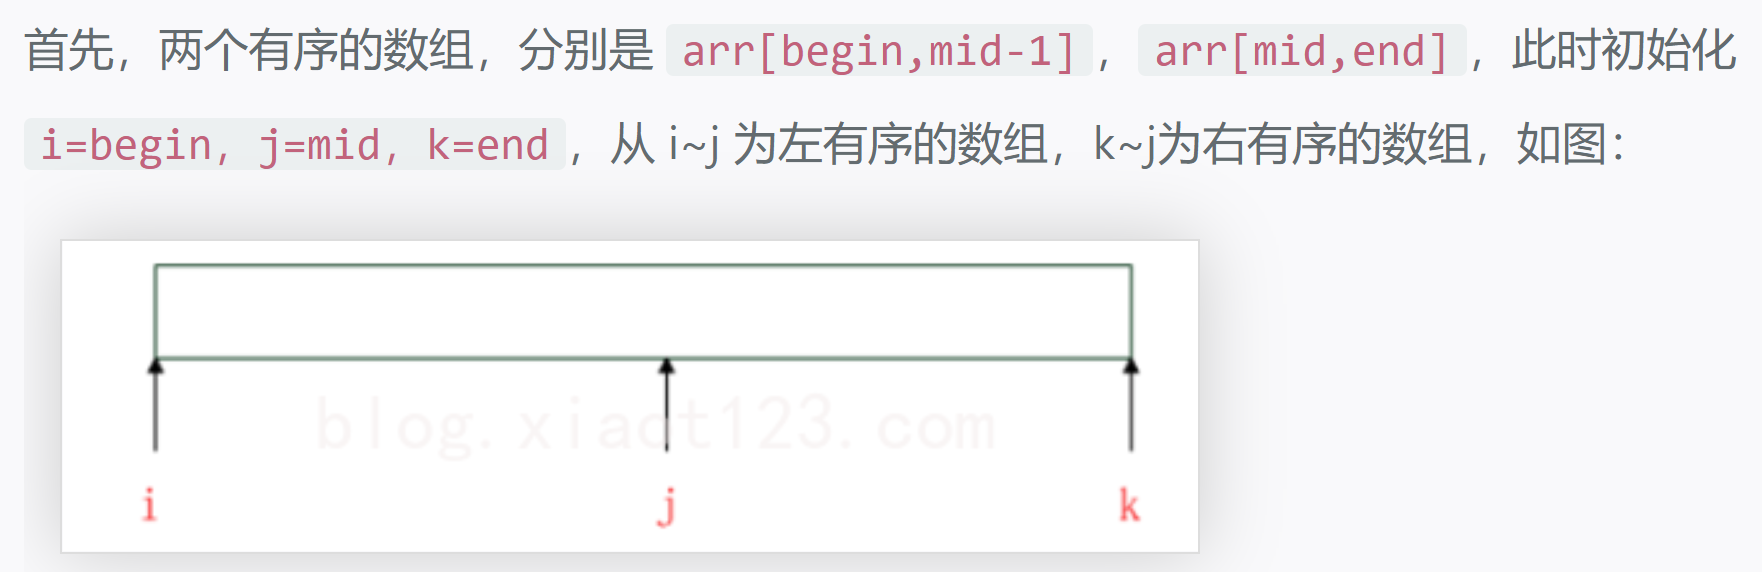 首先，两个有序的数组，分别是 arr[begin,mid-1]，arr[mid,end]，此时初始化
i=begin, j=mid, k=end，从 i~j 为左有序的数组，k~j为右有序的数组，如图：
blog.xiaot123.com
i j k